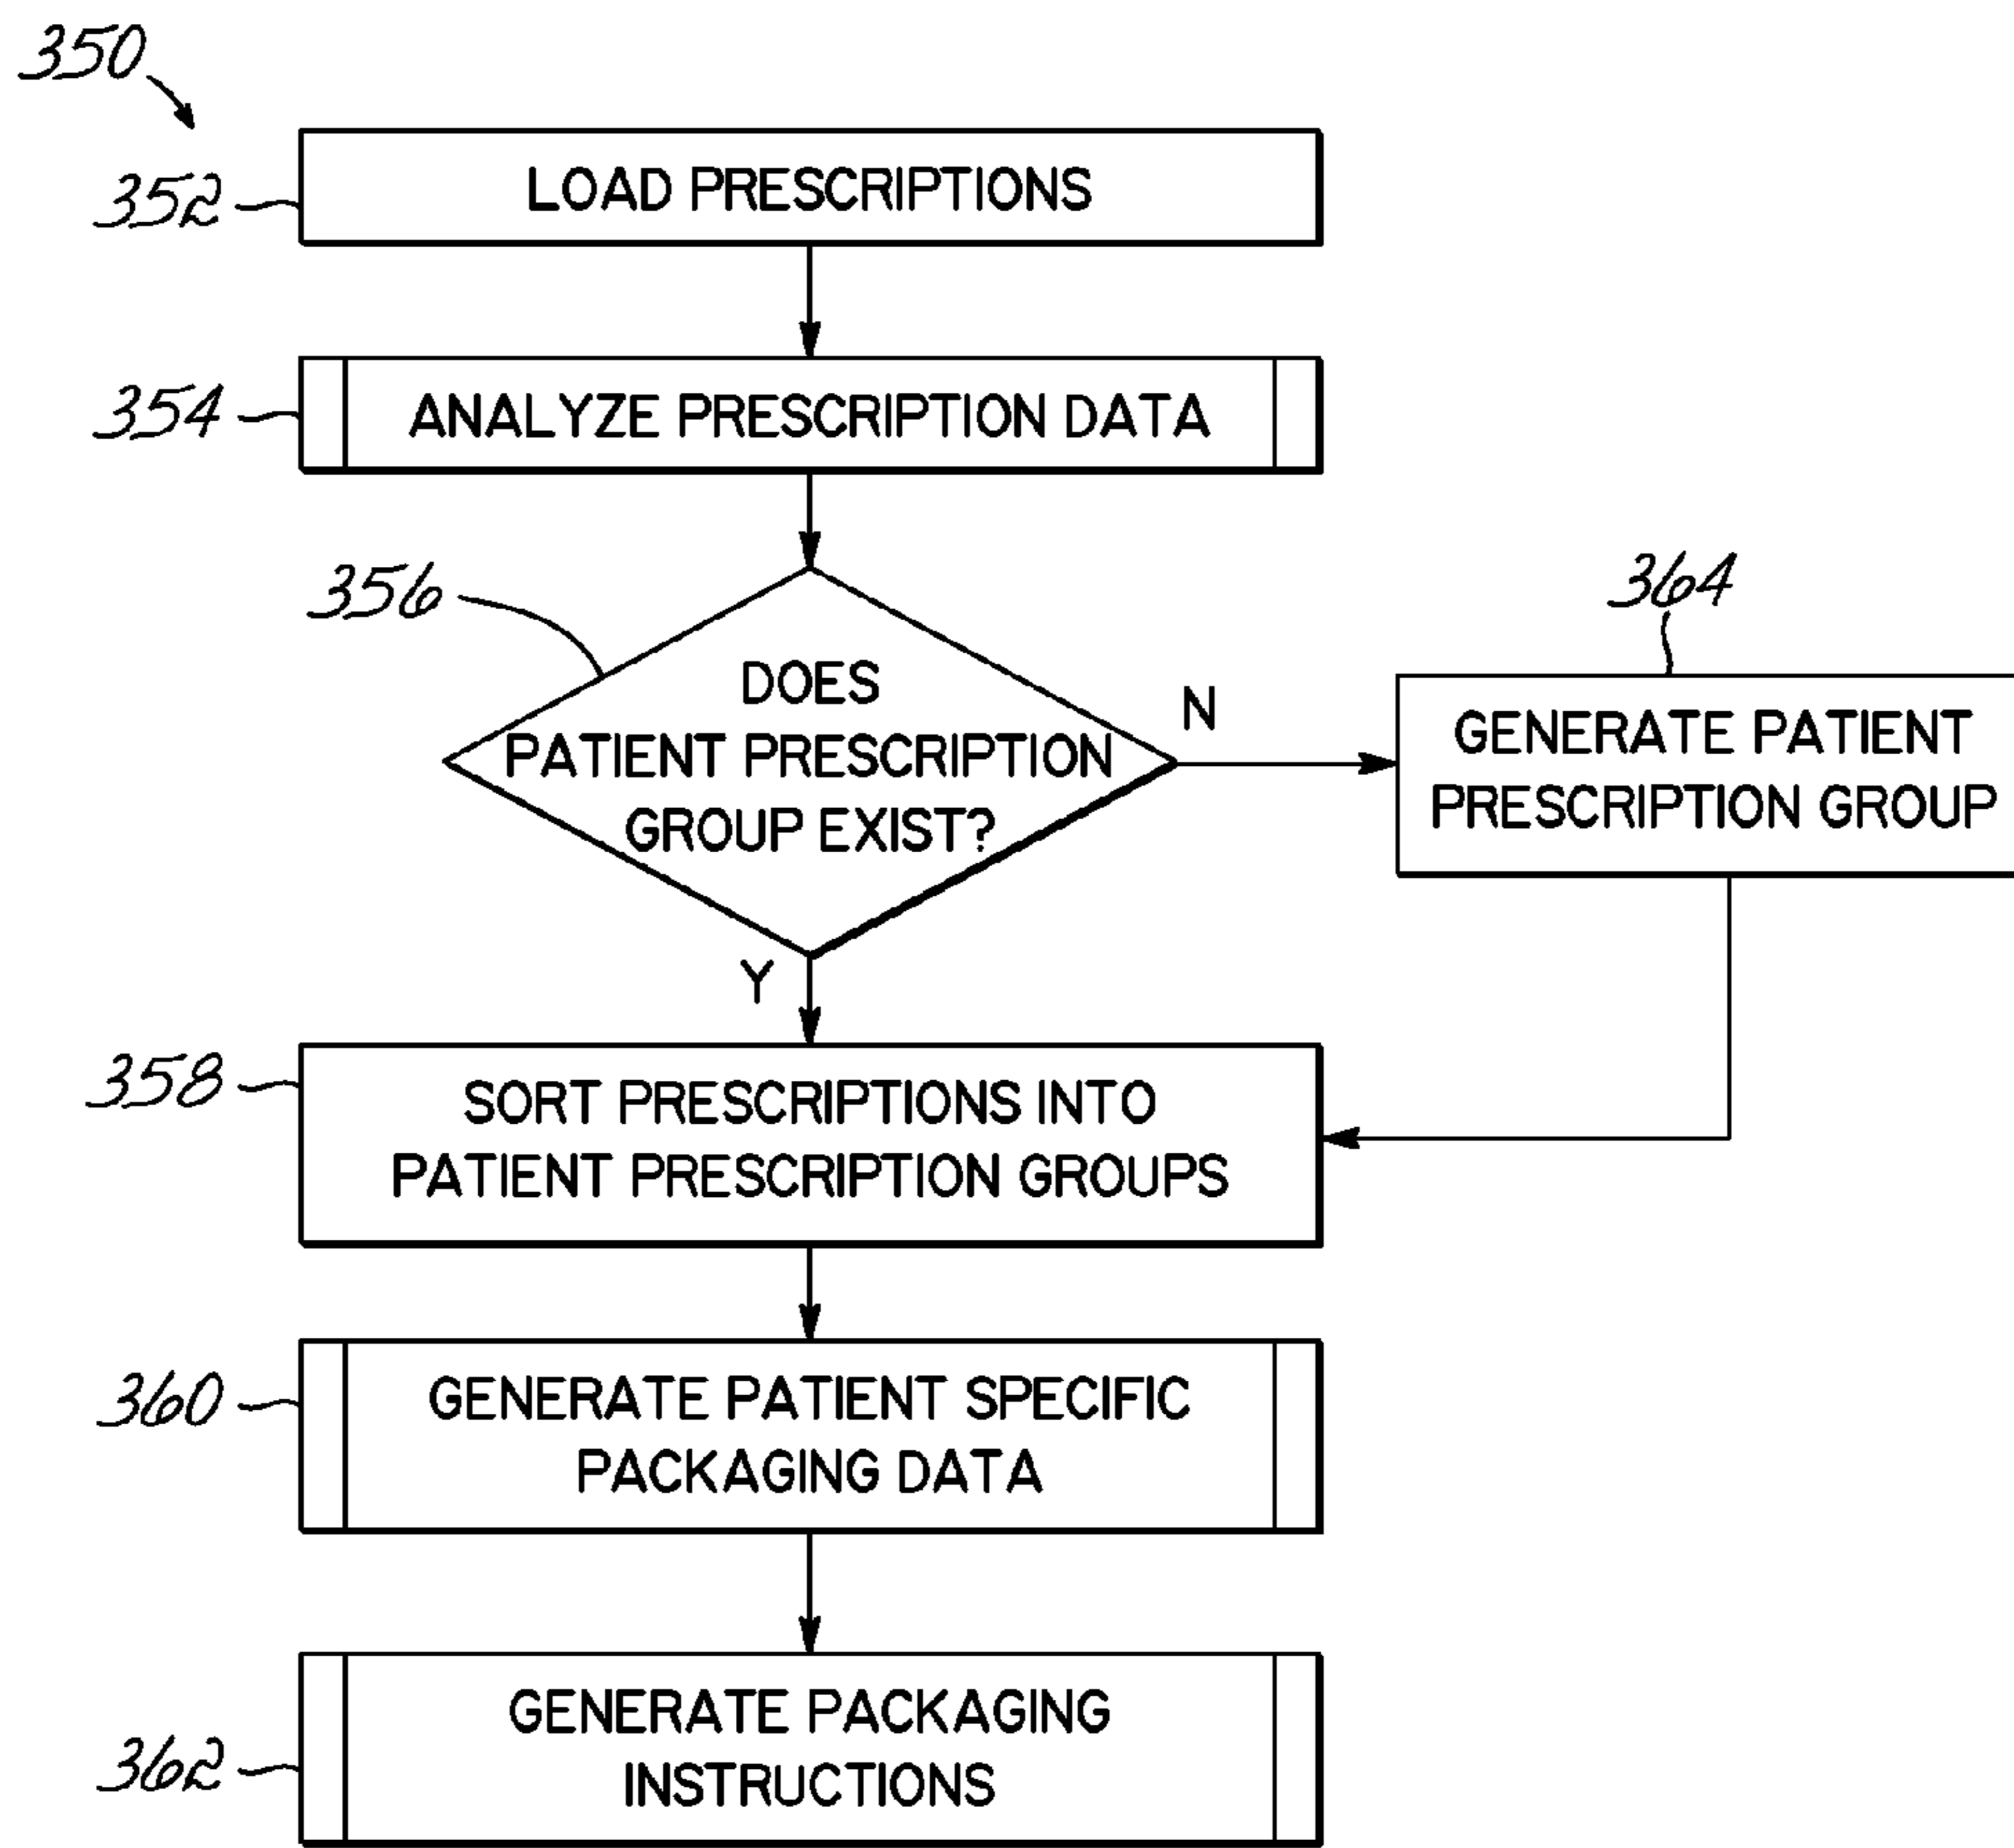 350
352
LOAD PRESCRIPTIONS
354
ANALYZE PRESCRIPTION DATA
356
DOES
PATIENT PRESCRIPTION
GROUP EXIST?
N
364
GENERATE PATIENT
PRESCRIPTION GROUP
Y
358
SORT PRESCRIPTIONS INTO
PATIENT PRESCRIPTION GROUPS
360
GENERATE PATIENT SPECIFIC
PACKAGING DATA
362
GENERATE PACKAGING
INSTRUCTIONS